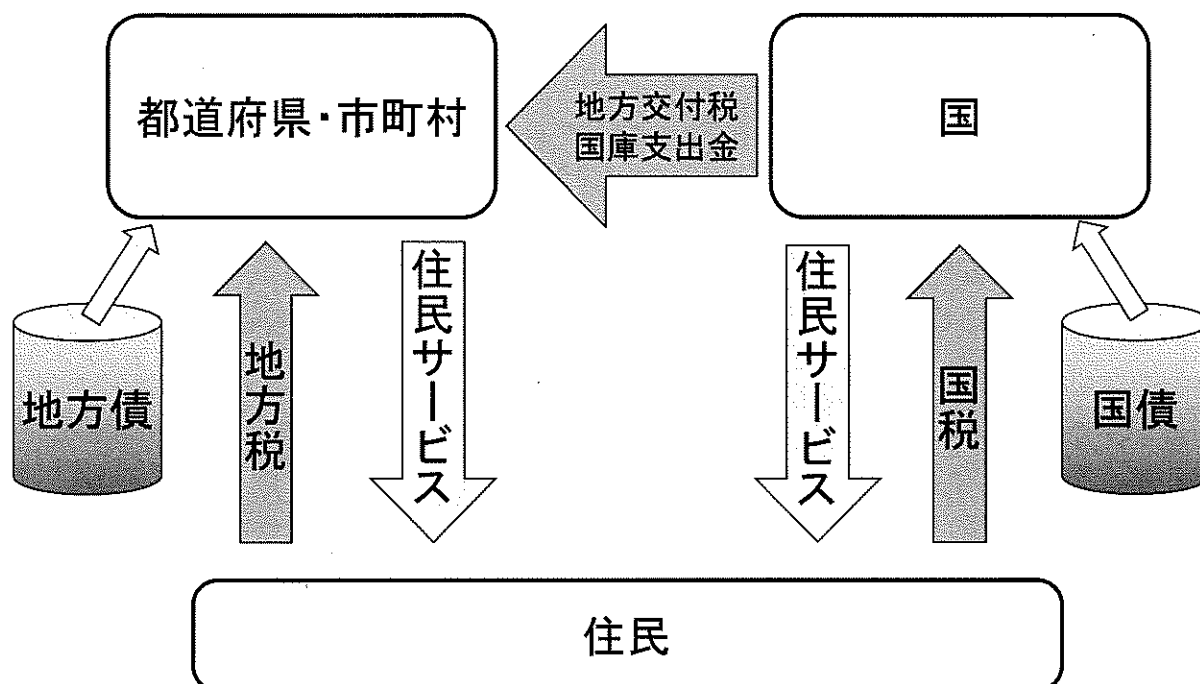 都道府県・市町村
地方交付税
国庫支出金
国
地方債
地方税
住民サービス
住民サービス
国税
国債
住民